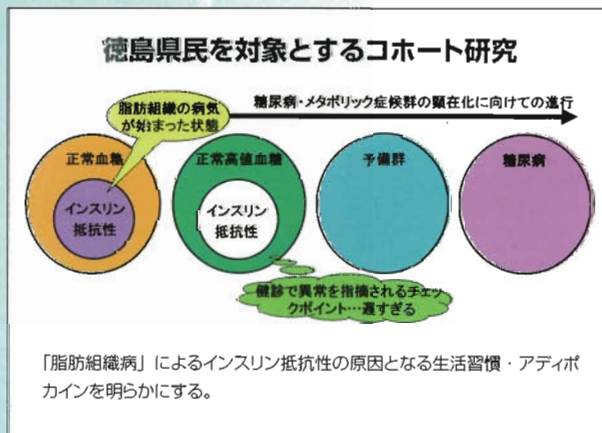 徳島県民を対象とするコホート研究
脂肪組織の病気
が始まった状態
糖尿病・メタボリック症候群の顕在化に向けての進行
正常血糖
インスリン
抵抗性
正常高値血糖
インスリン
抵抗性
予備群
糖尿病
健診で異常を指摘されるチェッ
クポイント…遅すぎる
「脂肪組織病」によるインスリン抵抗性の原因となる生活習慣・アディポ
カインを明らかにする。